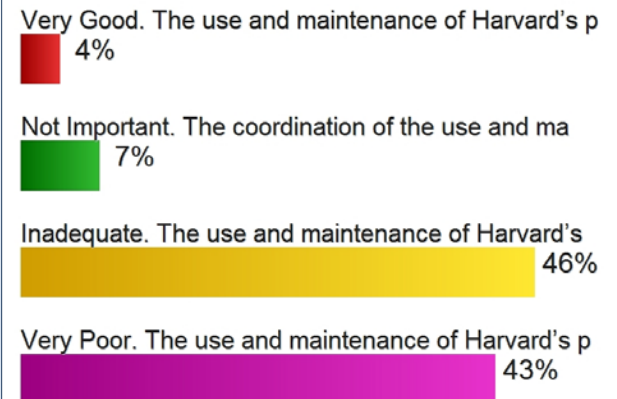 Very Good. The use and maintenance of Harvard's p
4%
Not Important. The coordination of the use and ma
7%
Inadequate. The use and maintenance of Harvard's
46%
Very Poor. The use and maintenance of Harvard's p
43%